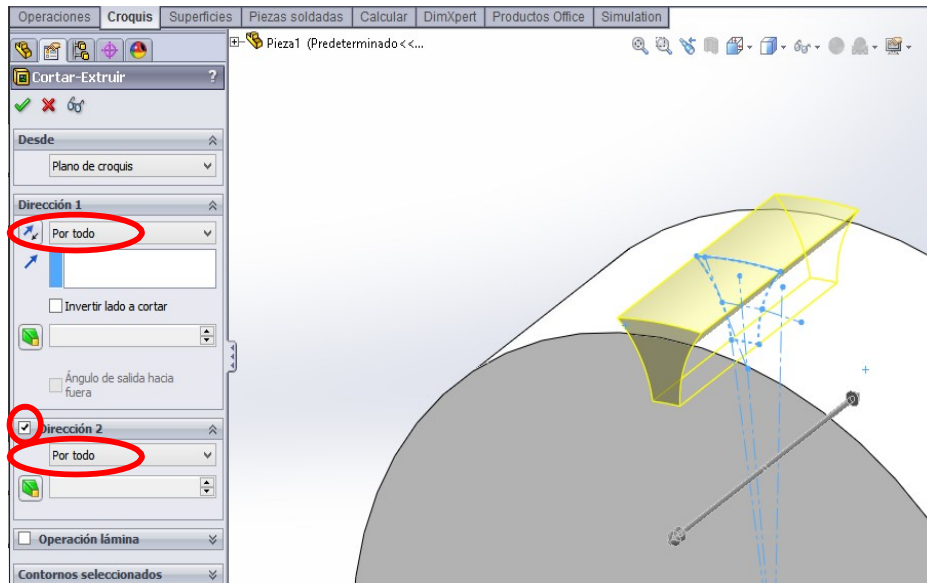 Operaciones Croquis Superficies Piezas soldadas Calcular DimXpert Productos Office Simulation
Pieza1 (Predeterminado<<...
Cortar-Extruir ?
Desde
Plano de croquis
Dirección 1
Por todo
Invertir lado a cortar
Ángulo de salida hacia
fuera
Dirección 2
Por todo
Operación lámina
Contornos seleccionados